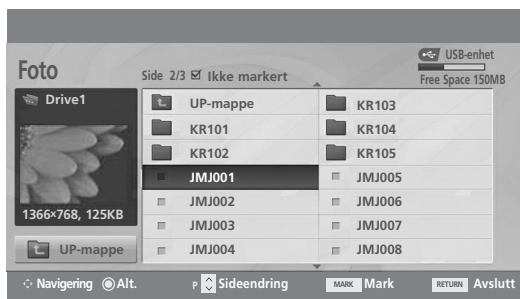 USB-enhet
Free Space 150MB
Foto
Side 2/3 ☑ Ikke markert
Drive1
1366×768, 125KB
UP-mappe
UP-mappe
KR101
KR102
JMJ001
JMJ002
JMJ003
JMJ004
KR103
KR104
KR105
JMJ005
JMJ006
JMJ007
JMJ008
Navigering ◉Alt. P Sideendring MARK Mark RETURN Avslutt